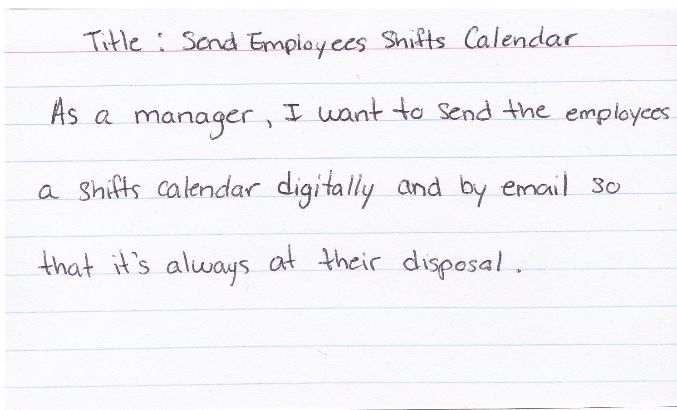 Title : Send Employees Shifts Calendar
As a manager, I want to send the employees
a shifts calendar digitally and by email so
that it's always at their disposal.